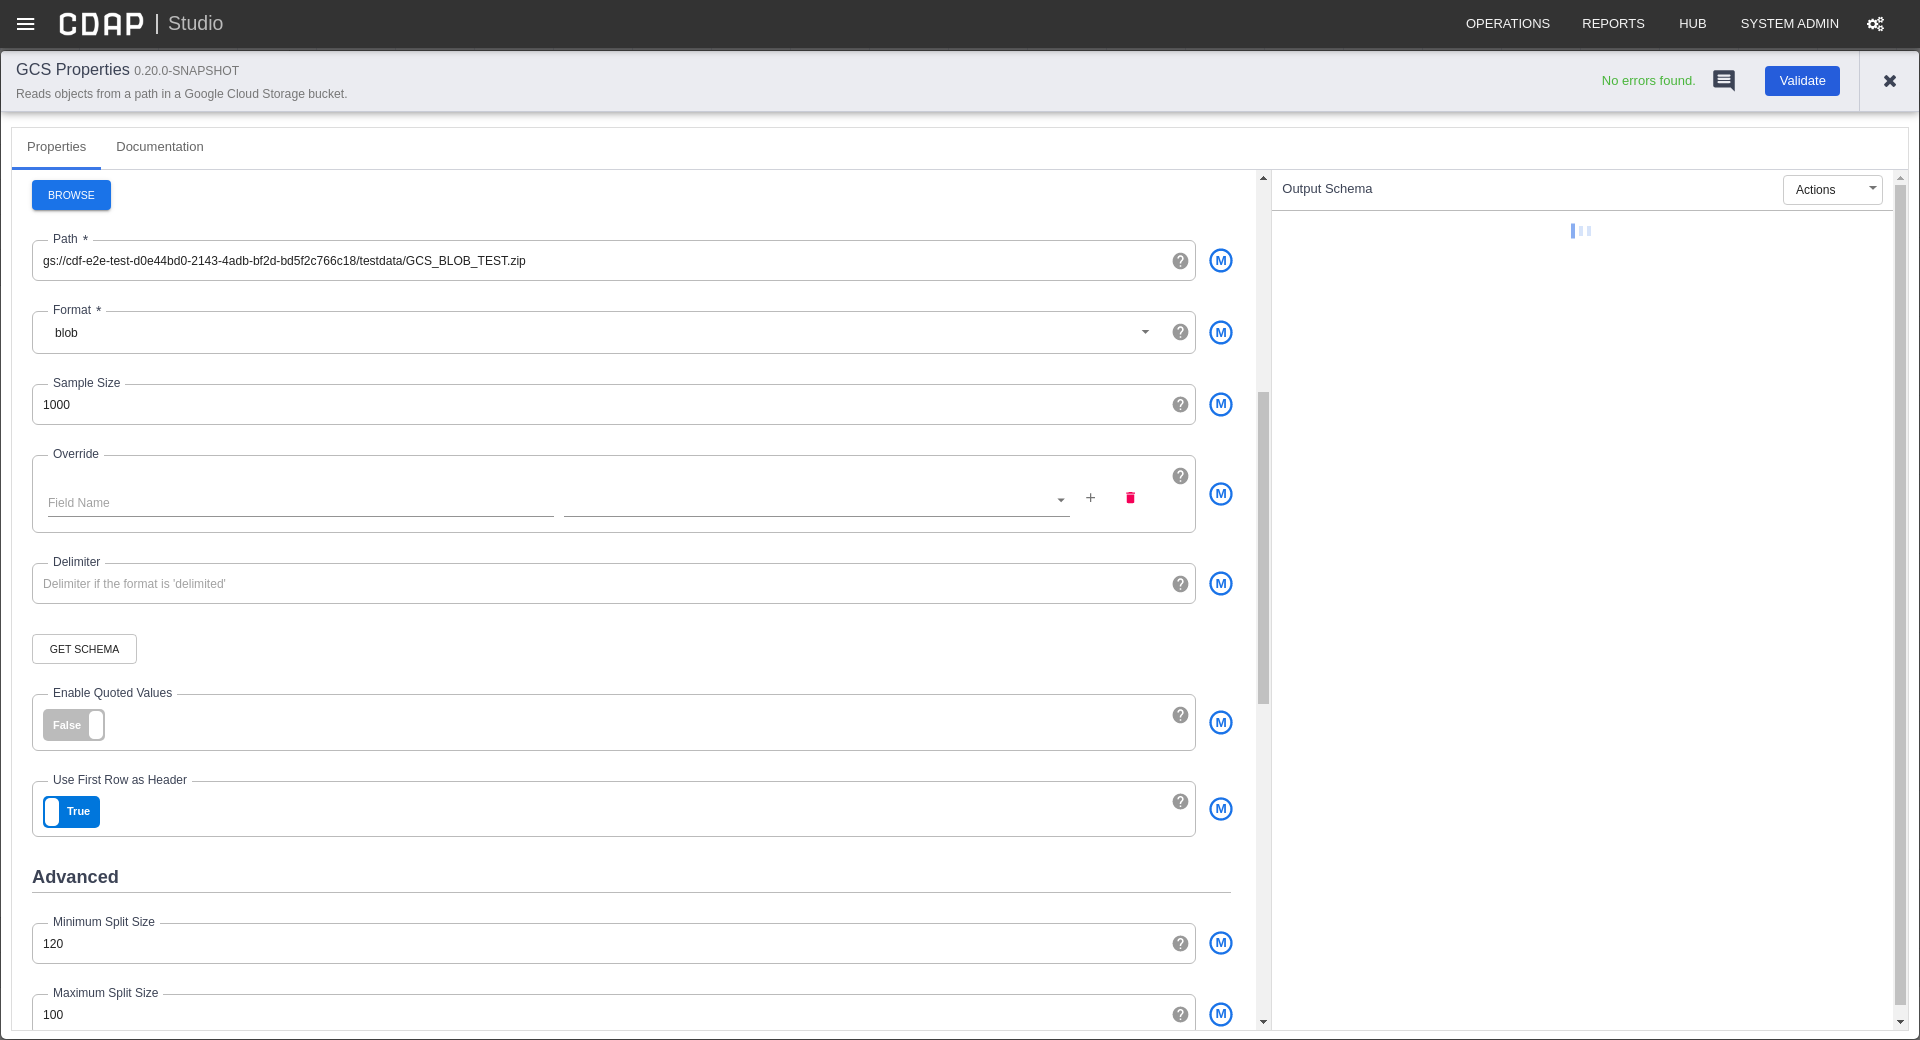 CDAP | Studio
OPERATIONS REPORTS HUB SYSTEM ADMIN
GCS Properties 0.20.0-SNAPSHOT
Reads objects from a path in a Google Cloud Storage bucket.
No errors found.
Validate
Properties Documentation
BROWSE
Path *
gs://cdf-e2e-test-d0e44bd0-2143-4adb-bf2d-bd5f2c766c18/testdata/GCS_BLOB_TEST.zip
M
Format *
blob
M
Sample Size
1000
M
Override
Field Name
M
Delimiter
Delimiter if the format is 'delimited'
M
GET SCHEMA
Enable Quoted Values
False
M
Use First Row as Header
True
M
Advanced
Minimum Split Size
120
M
Maximum Split Size
100
M
Output Schema
Actions